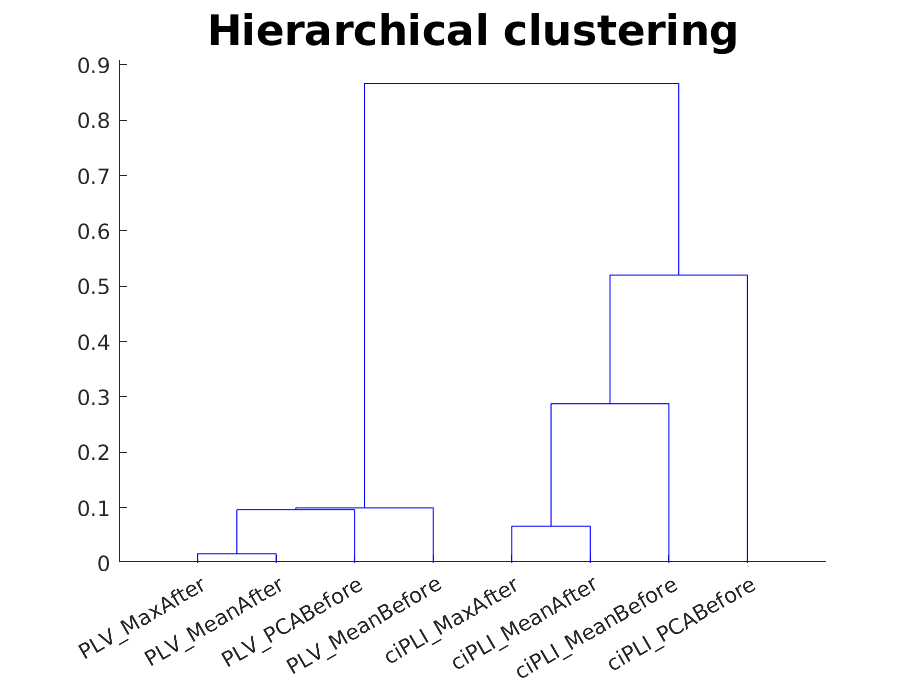 Hierarchical clustering
0.9
0.8
0.7
0.6
0.5
0.4
0.3
0.2
0.1
0
PLV_MaxAfter
PLV_MeanAfter
PLV_PCABefore
PLV_MeanBefore
ciPLI_MaxAfter
ciPLI_MeanAfter
ciPLI_MeanBefore
ciPLI_PCABefore